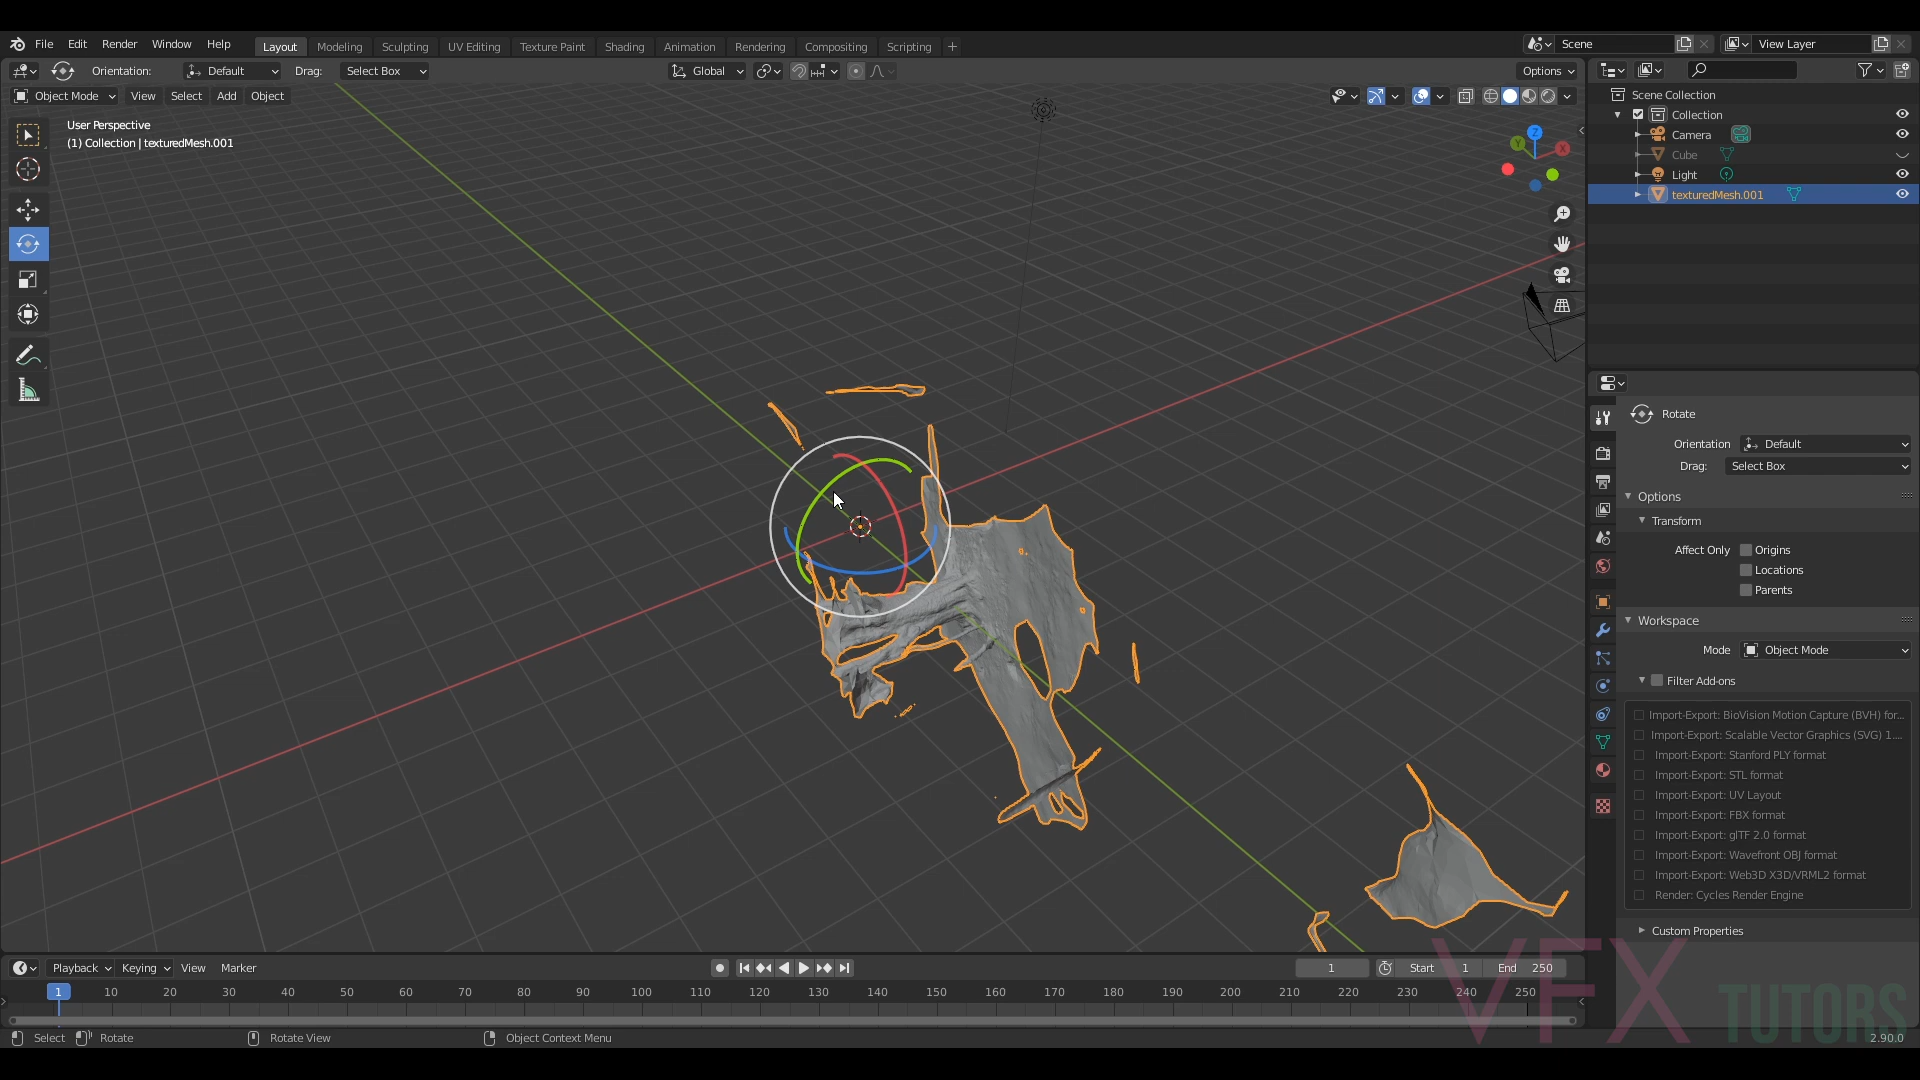 File Edit Render Window Help Layout Modeling Sculpting UV Editing Texture Paint Shading Animation Rendering Compositing Scripting + Scene View Layer
Orientation: Default Drag: Select Box Global Options
Object Mode View Select Add Object
User Perspective
(1) Collection | texturedMesh.001
Z
Y
X
Scene Collection
Collection
Camera
Cube
Light
texturedMesh.001
Rotate
Orientation Default
Drag: Select Box
Options
Transform
Affect Only Origins
Locations
Parents
Workspace
Mode Object Mode
Filter Add-ons
Import-Export: BioVision Motion Capture (BVH) for...
Import-Export: Scalable Vector Graphics (SVG) 1....
Import-Export: Stanford PLY format
Import-Export: STL format
Import-Export: UV Layout
Import-Export: FBX format
Import-Export: glTF 2.0 format
Import-Export: Wavefront OBJ format
Import-Export: Web3D X3D/VRML2 format
Render: Cycles Render Engine
Custom Properties
Playback Keying View Marker 1 Start 1 End 250
1 10 20 30 40 50 60 70 80 90 100 110 120 130 140 150 160 170 180 190 200 210 220 230 240 250
Select Rotate Rotate View Object Context Menu 2.90.0
VFX TUTORS